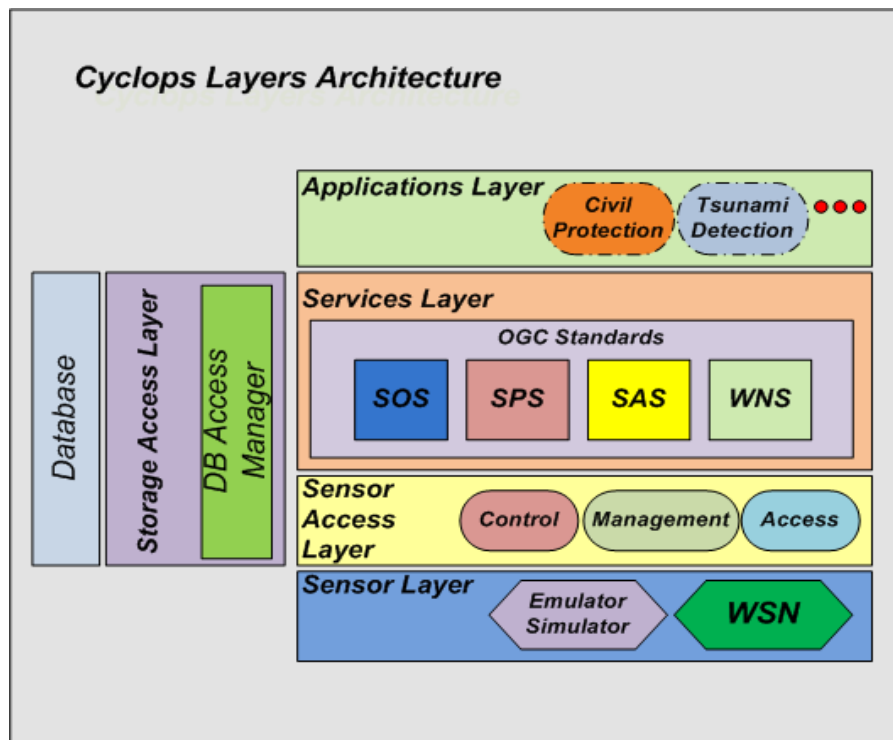 Cyclops Layers Architecture
Applications Layer
Civil
Protection
Tsunami
Detection
Database
Storage Access Layer
DB Access
Manager
Services Layer
OGC Standards
SOS
SPS
SAS
WNS
Sensor
Access
Layer
Control
Management
Access
Sensor Layer
Emulator
Simulator
WSN